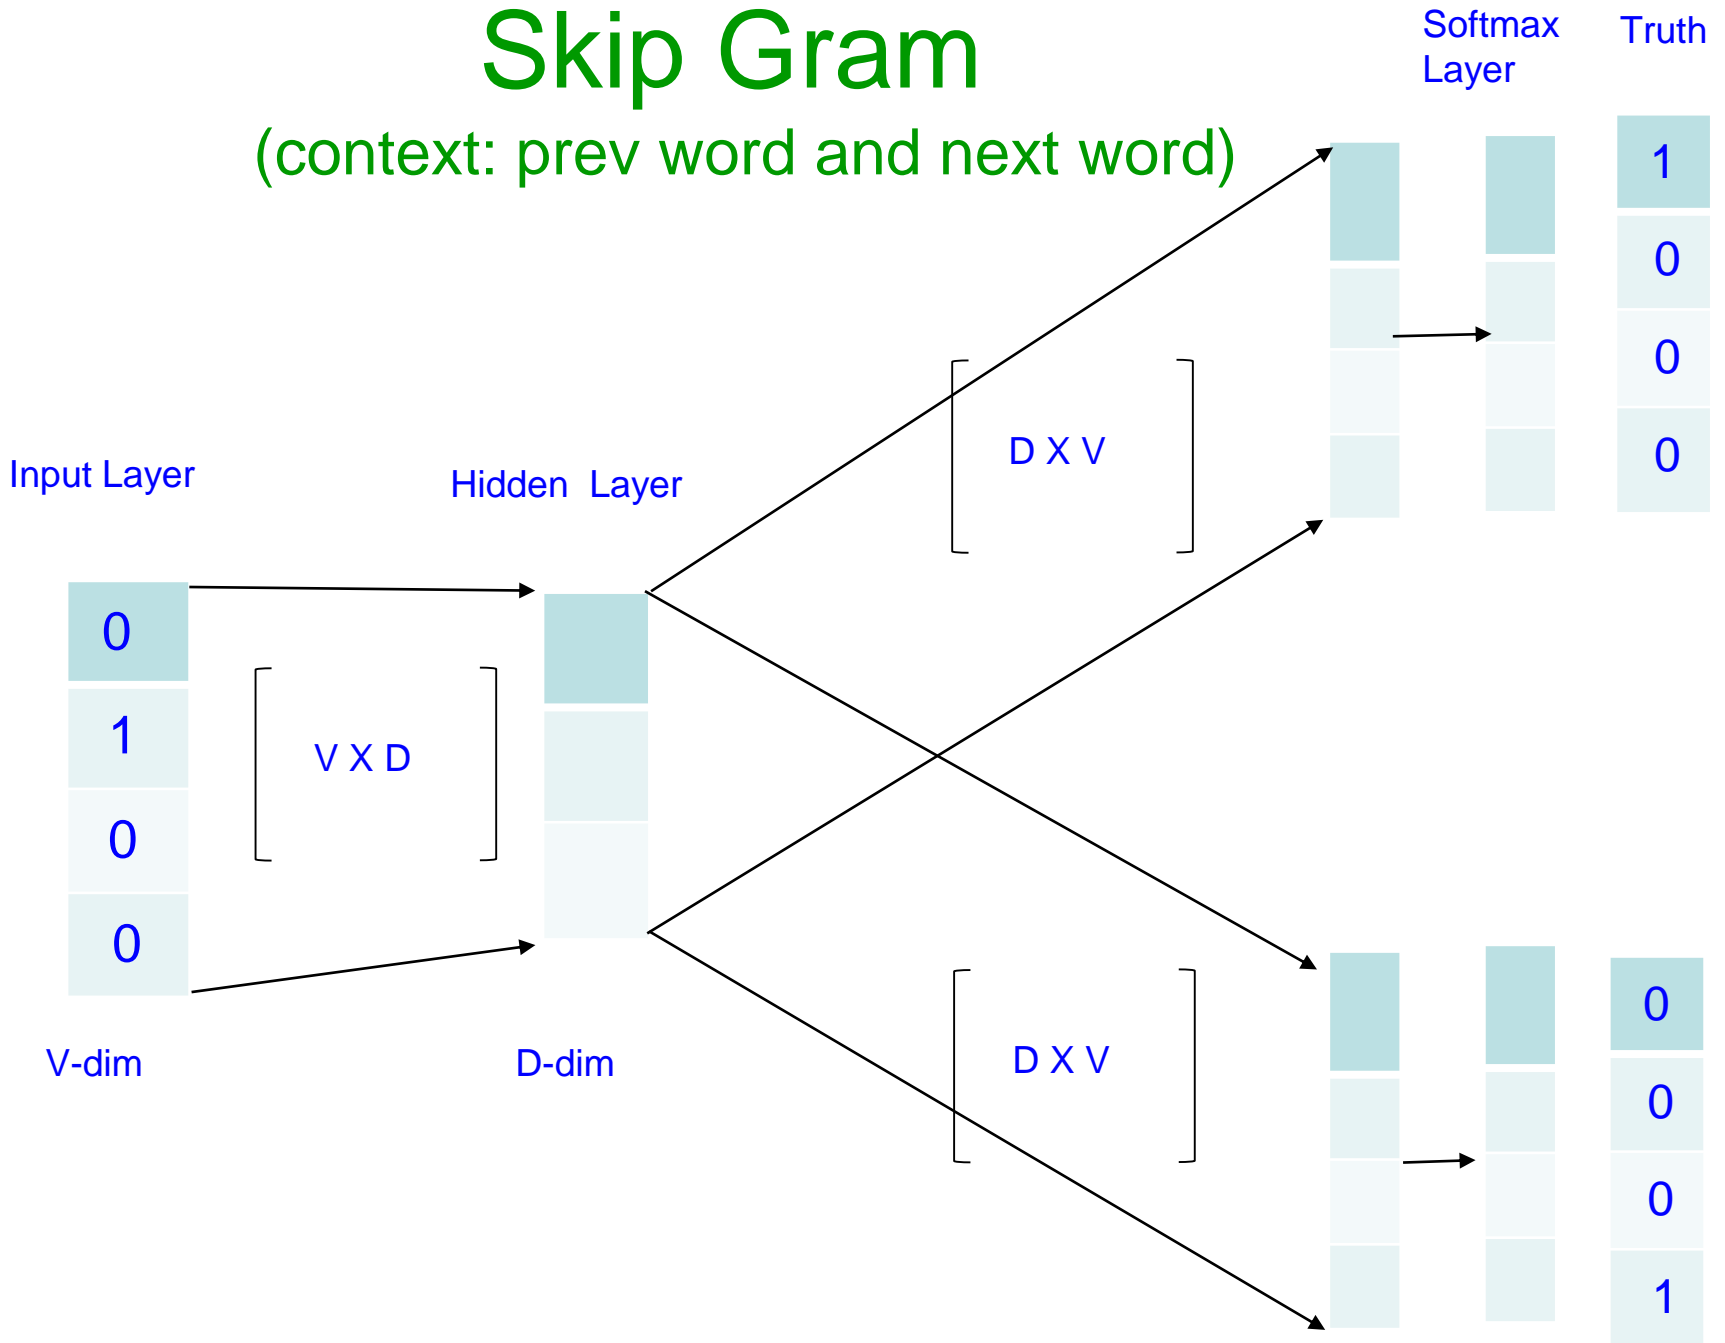 Skip Gram
(context: prev word and next word)
Softmax
Layer
Truth
1
0
0
0
D X V
Input Layer
Hidden Layer
0
1
0
0
V X D
V-dim
D-dim
D X V
0
0
0
1